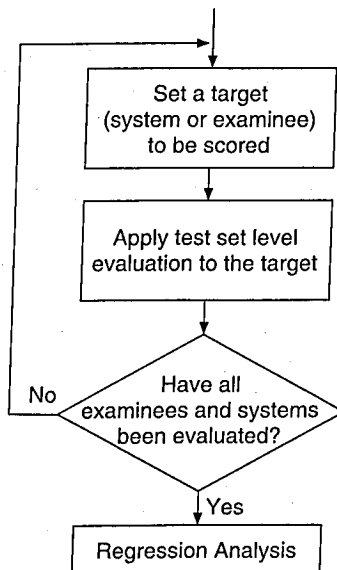 Set a target
(system or examinee)
to be scored
Apply test set level
evaluation to the target
Have all
examinees and systems
been evaluated?
No
Yes
Regression Analysis